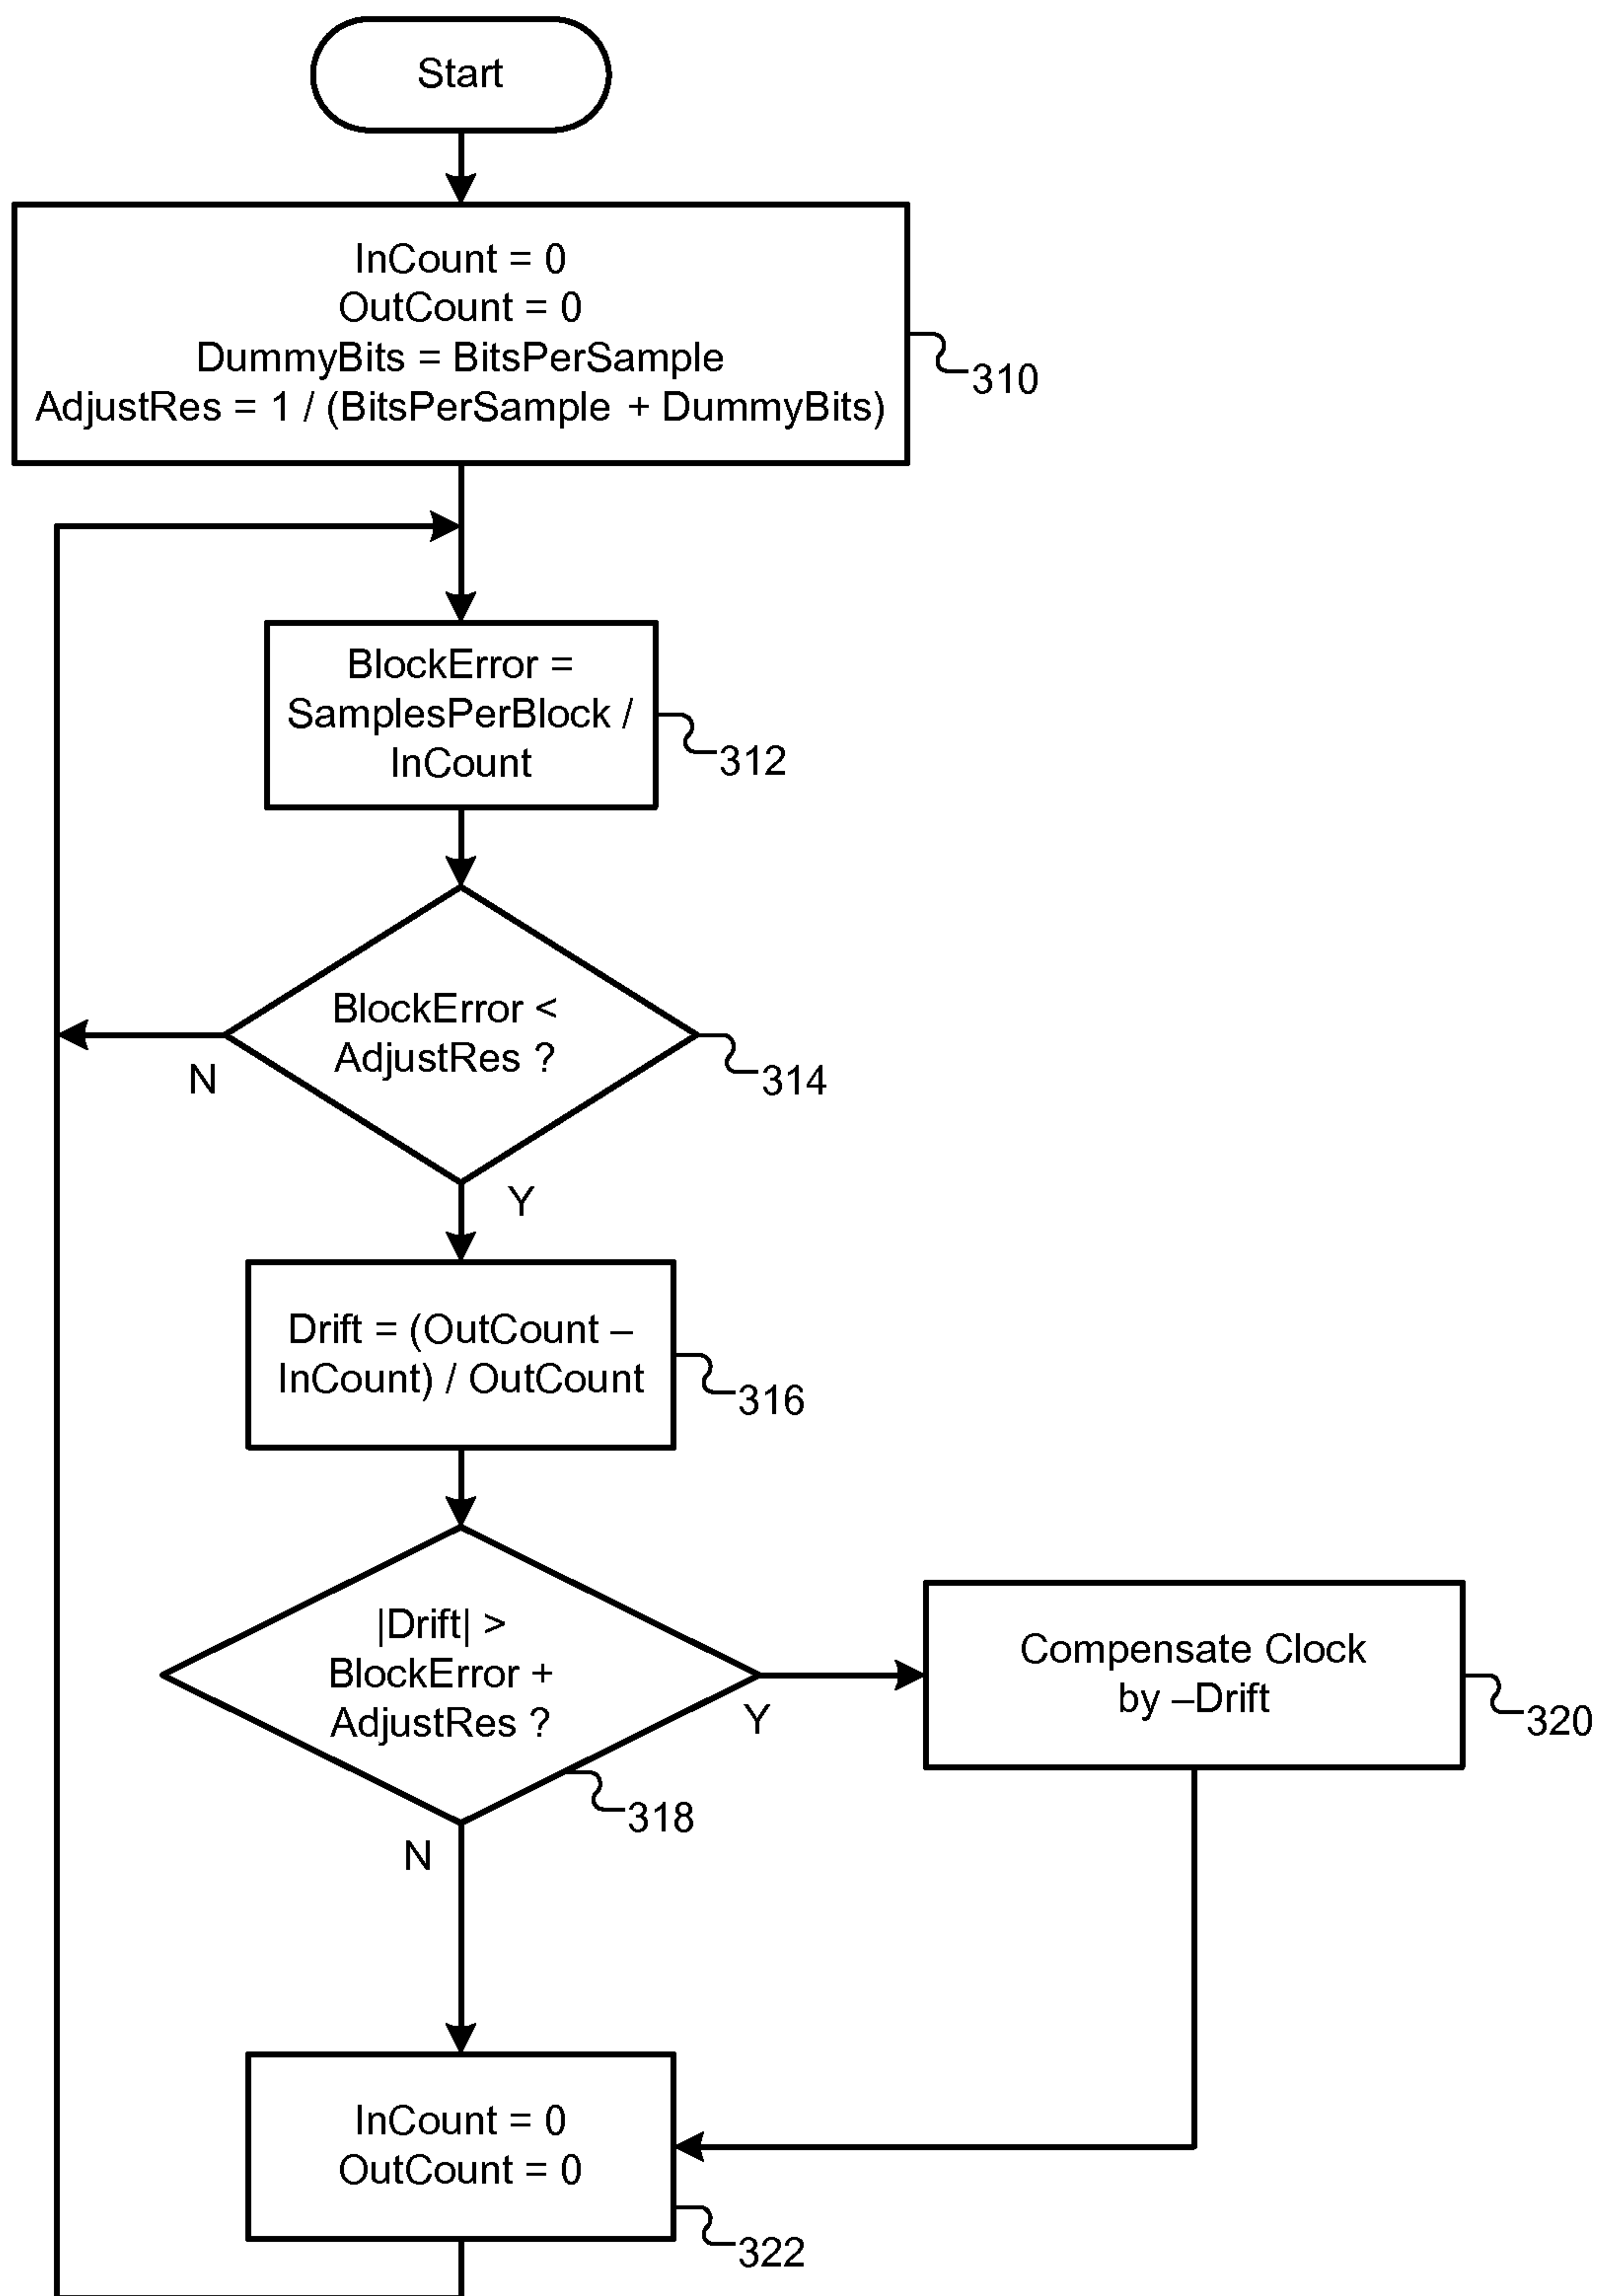 Start
InCount = 0
OutCount = 0
DummyBits = BitsPerSample
AdjustRes = 1 / (BitsPerSample + DummyBits)
310
BlockError =
SamplesPerBlock /
InCount
312
BlockError <
AdjustRes ?
314
N
Y
Drift = (OutCount –
InCount) / OutCount
316
|Drift| >
BlockError +
AdjustRes ?
Y
318
N
Compensate Clock
by –Drift
320
InCount = 0
OutCount = 0
322